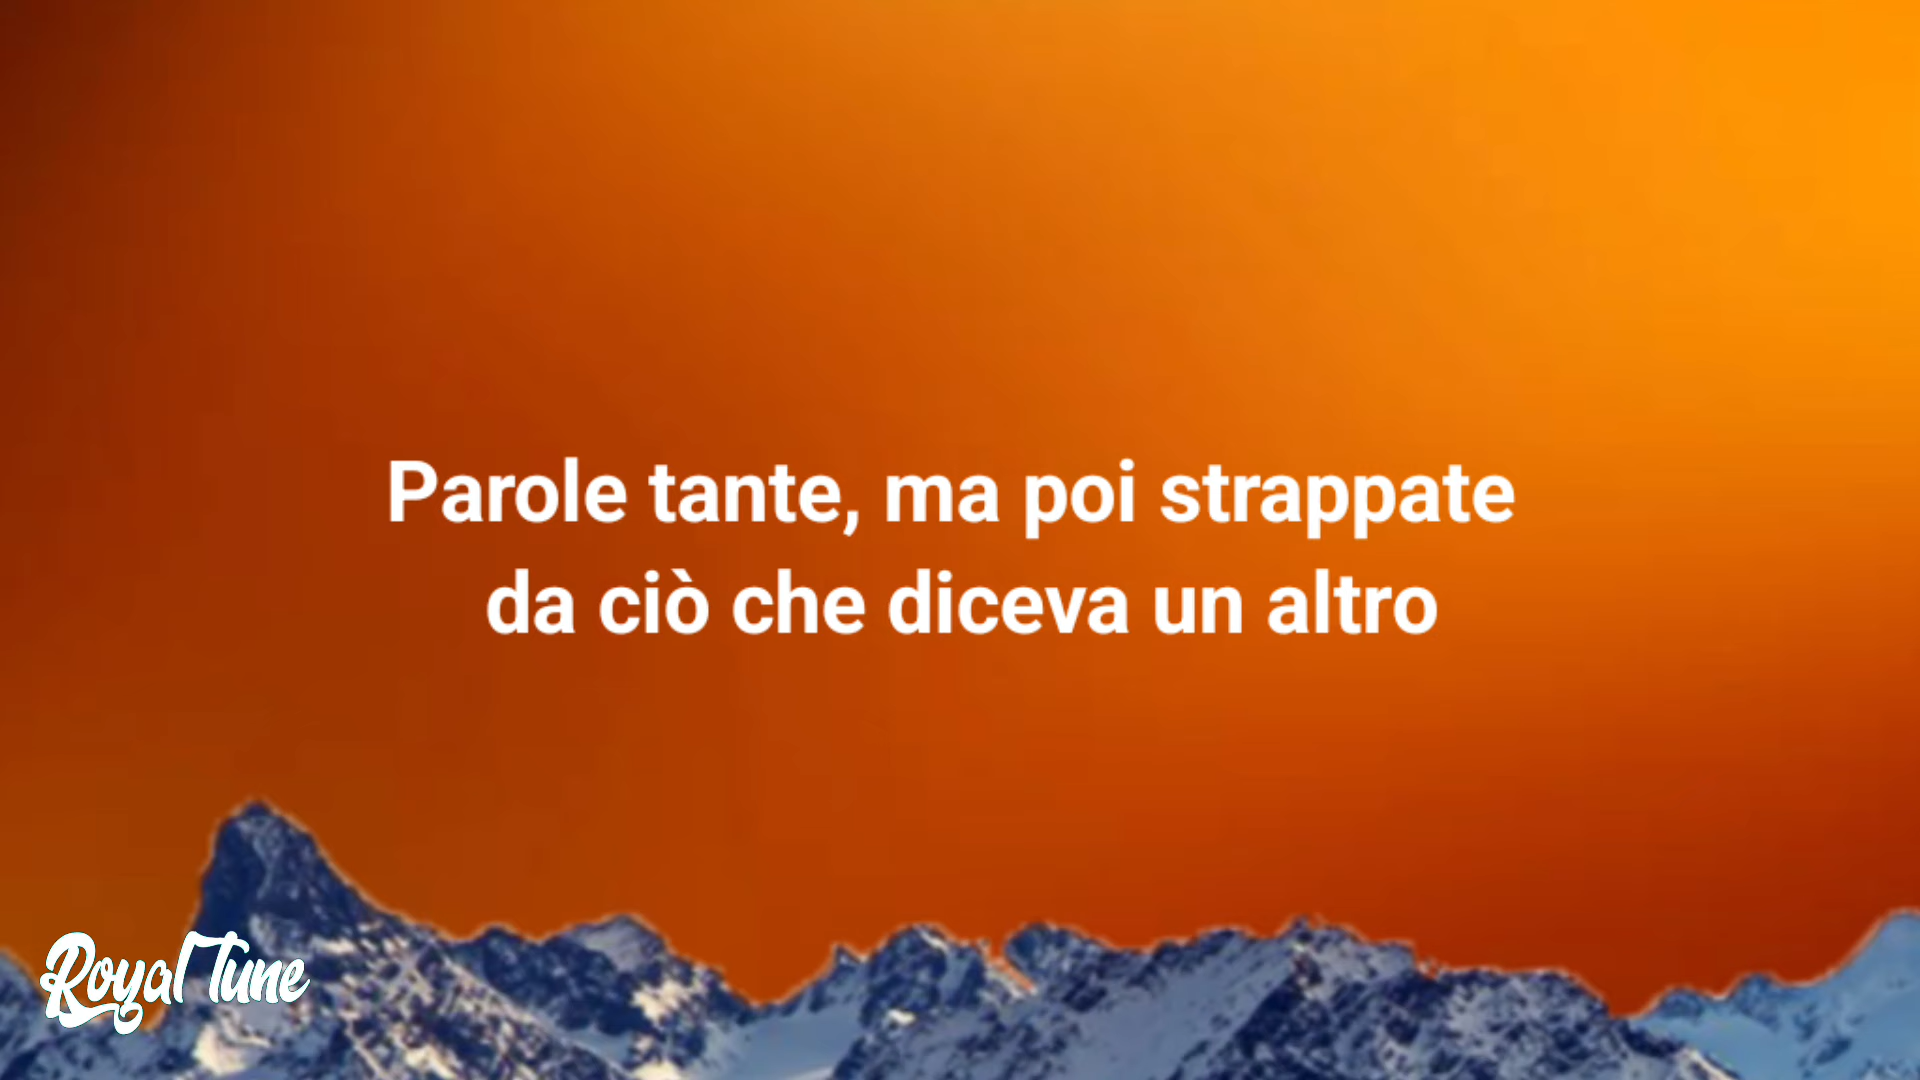 Parole tante, ma poi strappate
da ciò che diceva un altro
Royal Tune